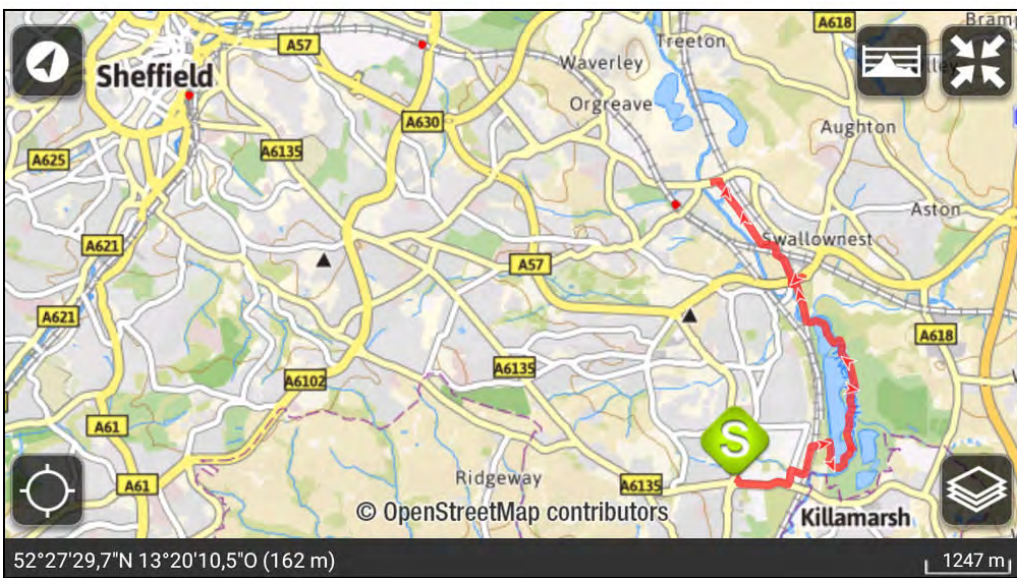 A57
A618
Bramp
Treeton
Sheffield
Waverley
Orgreave
A630
Aughton
A6135
A625
Aston
A621
Swallownest
A57
A621
A618
A6135
A6102
A61
S
Ridgeway
A61
A6135
© OpenStreetMap contributors
Killamarsh
52°27'29,7"N 13°20'10,5"O (162 m)
1247 m